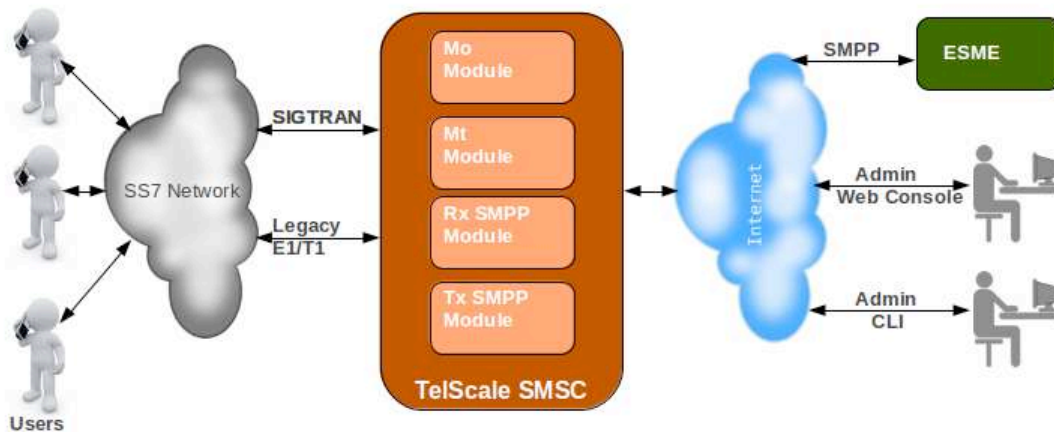 Mo
Module
Mt
Module
Rx SMPP
Module
Tx SMPP
Module
TelScale SMSC
SS7 Network
SIGTRAN
Legacy
E1/T1
Users
Internet
SMPP
ESME
Admin
Web Console
Admin
CLI